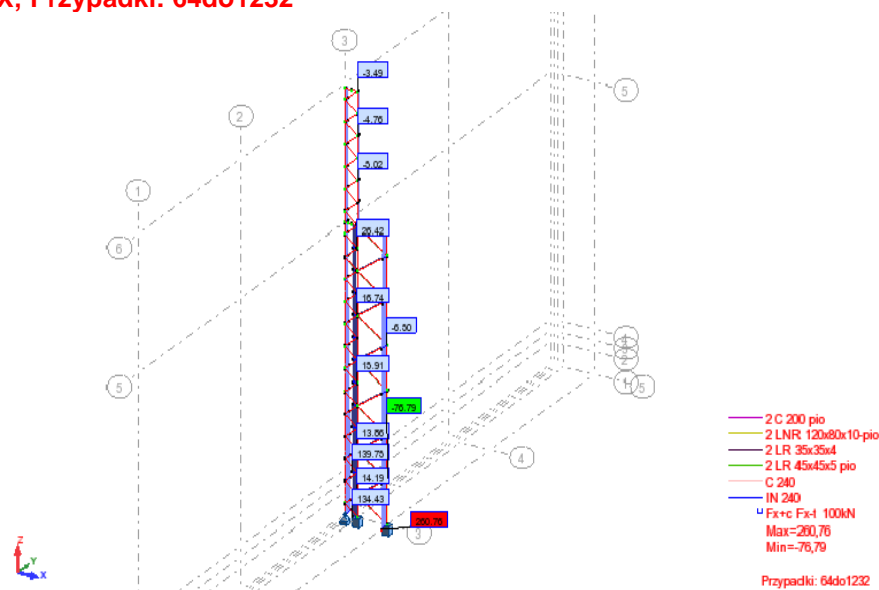 X, Przypadki: 64do1232
3
-3.49
5
-4.76
2
-5.02
1
26.42
6
16.74
-6.50
15.91
5
-76.79
13.66
139.75
4
14.19
134.43
260.76
3
2
1
5
Z
Y
X
2 C 200 pio
2 LNR 120x80x10-pio
2 LR 35x35x4
2 LR 45x45x5 pio
C 240
IN 240
Fx+c Fx-t 100kN
Max=260,76
Min=-76,79
Przypadki: 64do1232